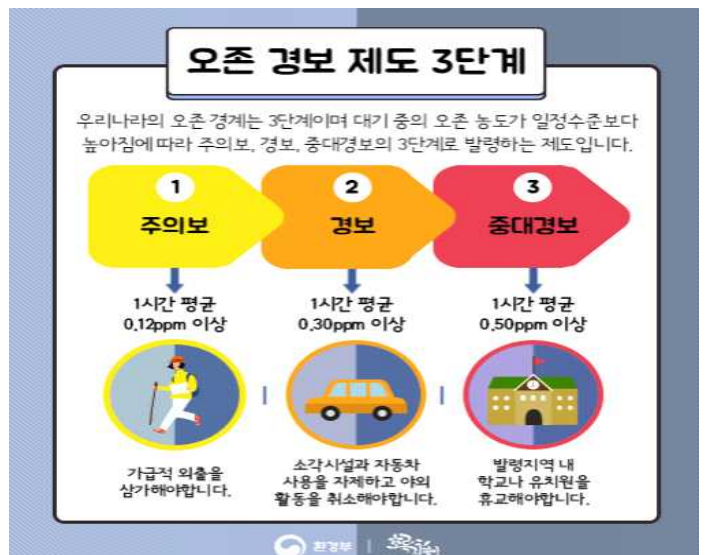 오존 경보 제도 3단계
우리나라의 오존 경계는 3단계이며 대기 중의 오존 농도가 일정수준보다
높아짐에 따라 주의보, 경보, 중대경보의 3단계로 발령하는 제도입니다.
1
주의보
1시간 평균
0.12ppm 이상
가급적 외출을
삼가해야합니다.
2
경보
1시간 평균
0.30ppm 이상
소각시설과 자동차
사용을 자제하고 야외
활동을 취소해야합니다.
3
중대경보
1시간 평균
0.50ppm 이상
발령지역 내
학교나 유치원을
휴교해야합니다.
환경부